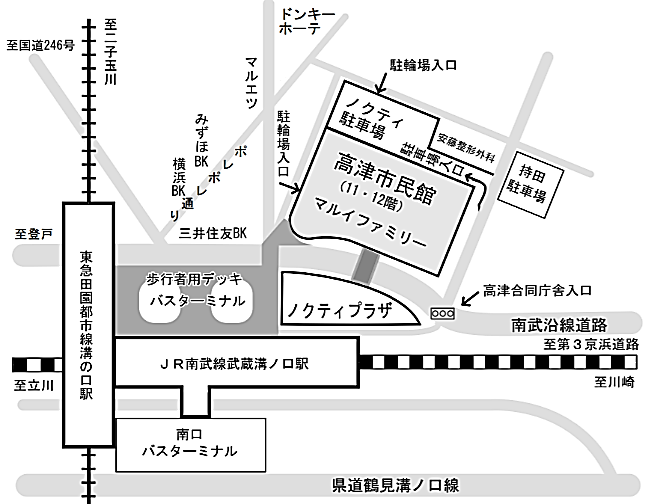 ドンキー
ホーテ
至二子玉川
至国道246号
マルエツ
駐輪場入口
ノクティ
駐車場
駐輪場入口
みずほBK
ポレポレ通り
横浜BK
安藤整形外科
駐車場入口
高津市民館
(11・12階)
マルイファミリー
持田
駐車場
三井住友BK
至登戸
東急田園都市線溝の口駅
歩行者用デッキ
バスターミナル
ノクティプラザ
高津合同庁舎入口
南武沿線道路
至第3京浜道路
JR南武線武蔵溝ノ口駅
至立川
至川崎
南口
バスターミナル
県道鶴見溝ノ口線